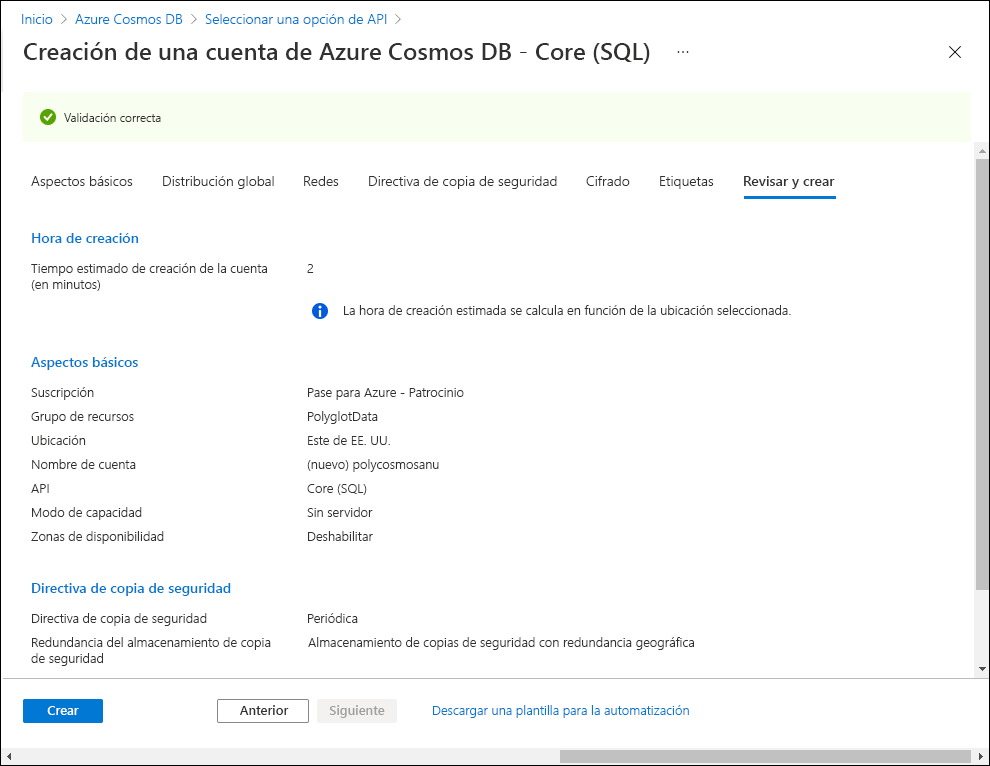 Inicio > Azure Cosmos DB > Seleccionar una opción de API >
Creación de una cuenta de Azure Cosmos DB - Core (SQL) ...
Validación correcta
Aspectos básicos Distribución global Redes Directiva de copia de seguridad Cifrado Etiquetas Revisar y crear
Hora de creación
Tiempo estimado de creación de la cuenta 2
(en minutos)
La hora de creación estimada se calcula en función de la ubicación seleccionada.
Aspectos básicos
Suscripción Pase para Azure - Patrocinio
Grupo de recursos PolyglotData
Ubicación Este de EE. UU.
Nombre de cuenta (nuevo) polycosmosanu
API Core (SQL)
Modo de capacidad Sin servidor
Zonas de disponibilidad Deshabilitar
Directiva de copia de seguridad
Directiva de copia de seguridad Periódica
Redundancia del almacenamiento de copia Almacenamiento de copias de seguridad con redundancia geográfica
de seguridad
Crear Anterior Siguiente Descargar una plantilla para la automatización